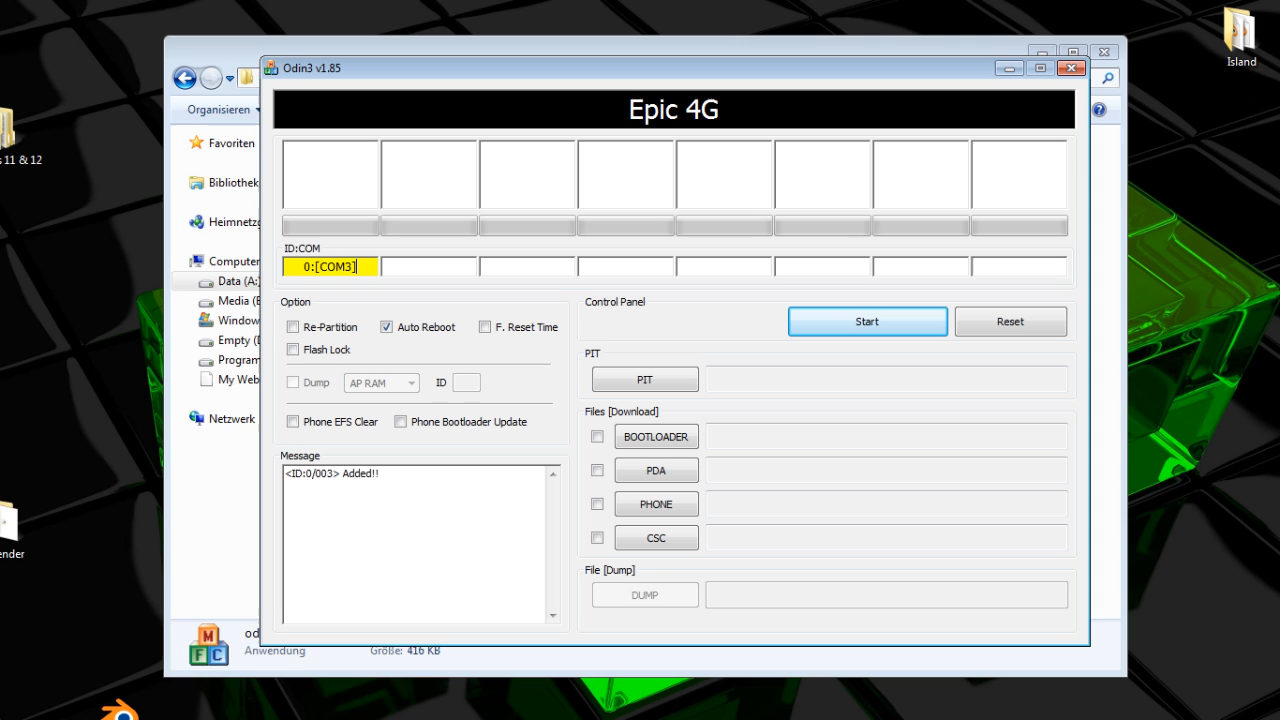 Island
s 11 & 12
ender
Organisieren
Favoriten
Bibliothek
Heimnetzg
Computer
Data (A:
Media (E
Window
Empty (
Program
My Web
Netzwerk
od
Anwendung
Größe: 416 KB
Odin3 v1.85
Epic 4G
ID:COM
0:[COM3]
Option
Re-Partition
Auto Reboot
F. Reset Time
Flash Lock
Dump
AP RAM
ID
Phone EFS Clear
Phone Bootloader Update
Message
<ID:0/003> Added!!
Control Panel
Start
Reset
PIT
PIT
Files [Download]
BOOTLOADER
PDA
PHONE
CSC
File [Dump]
DUMP
M
F C